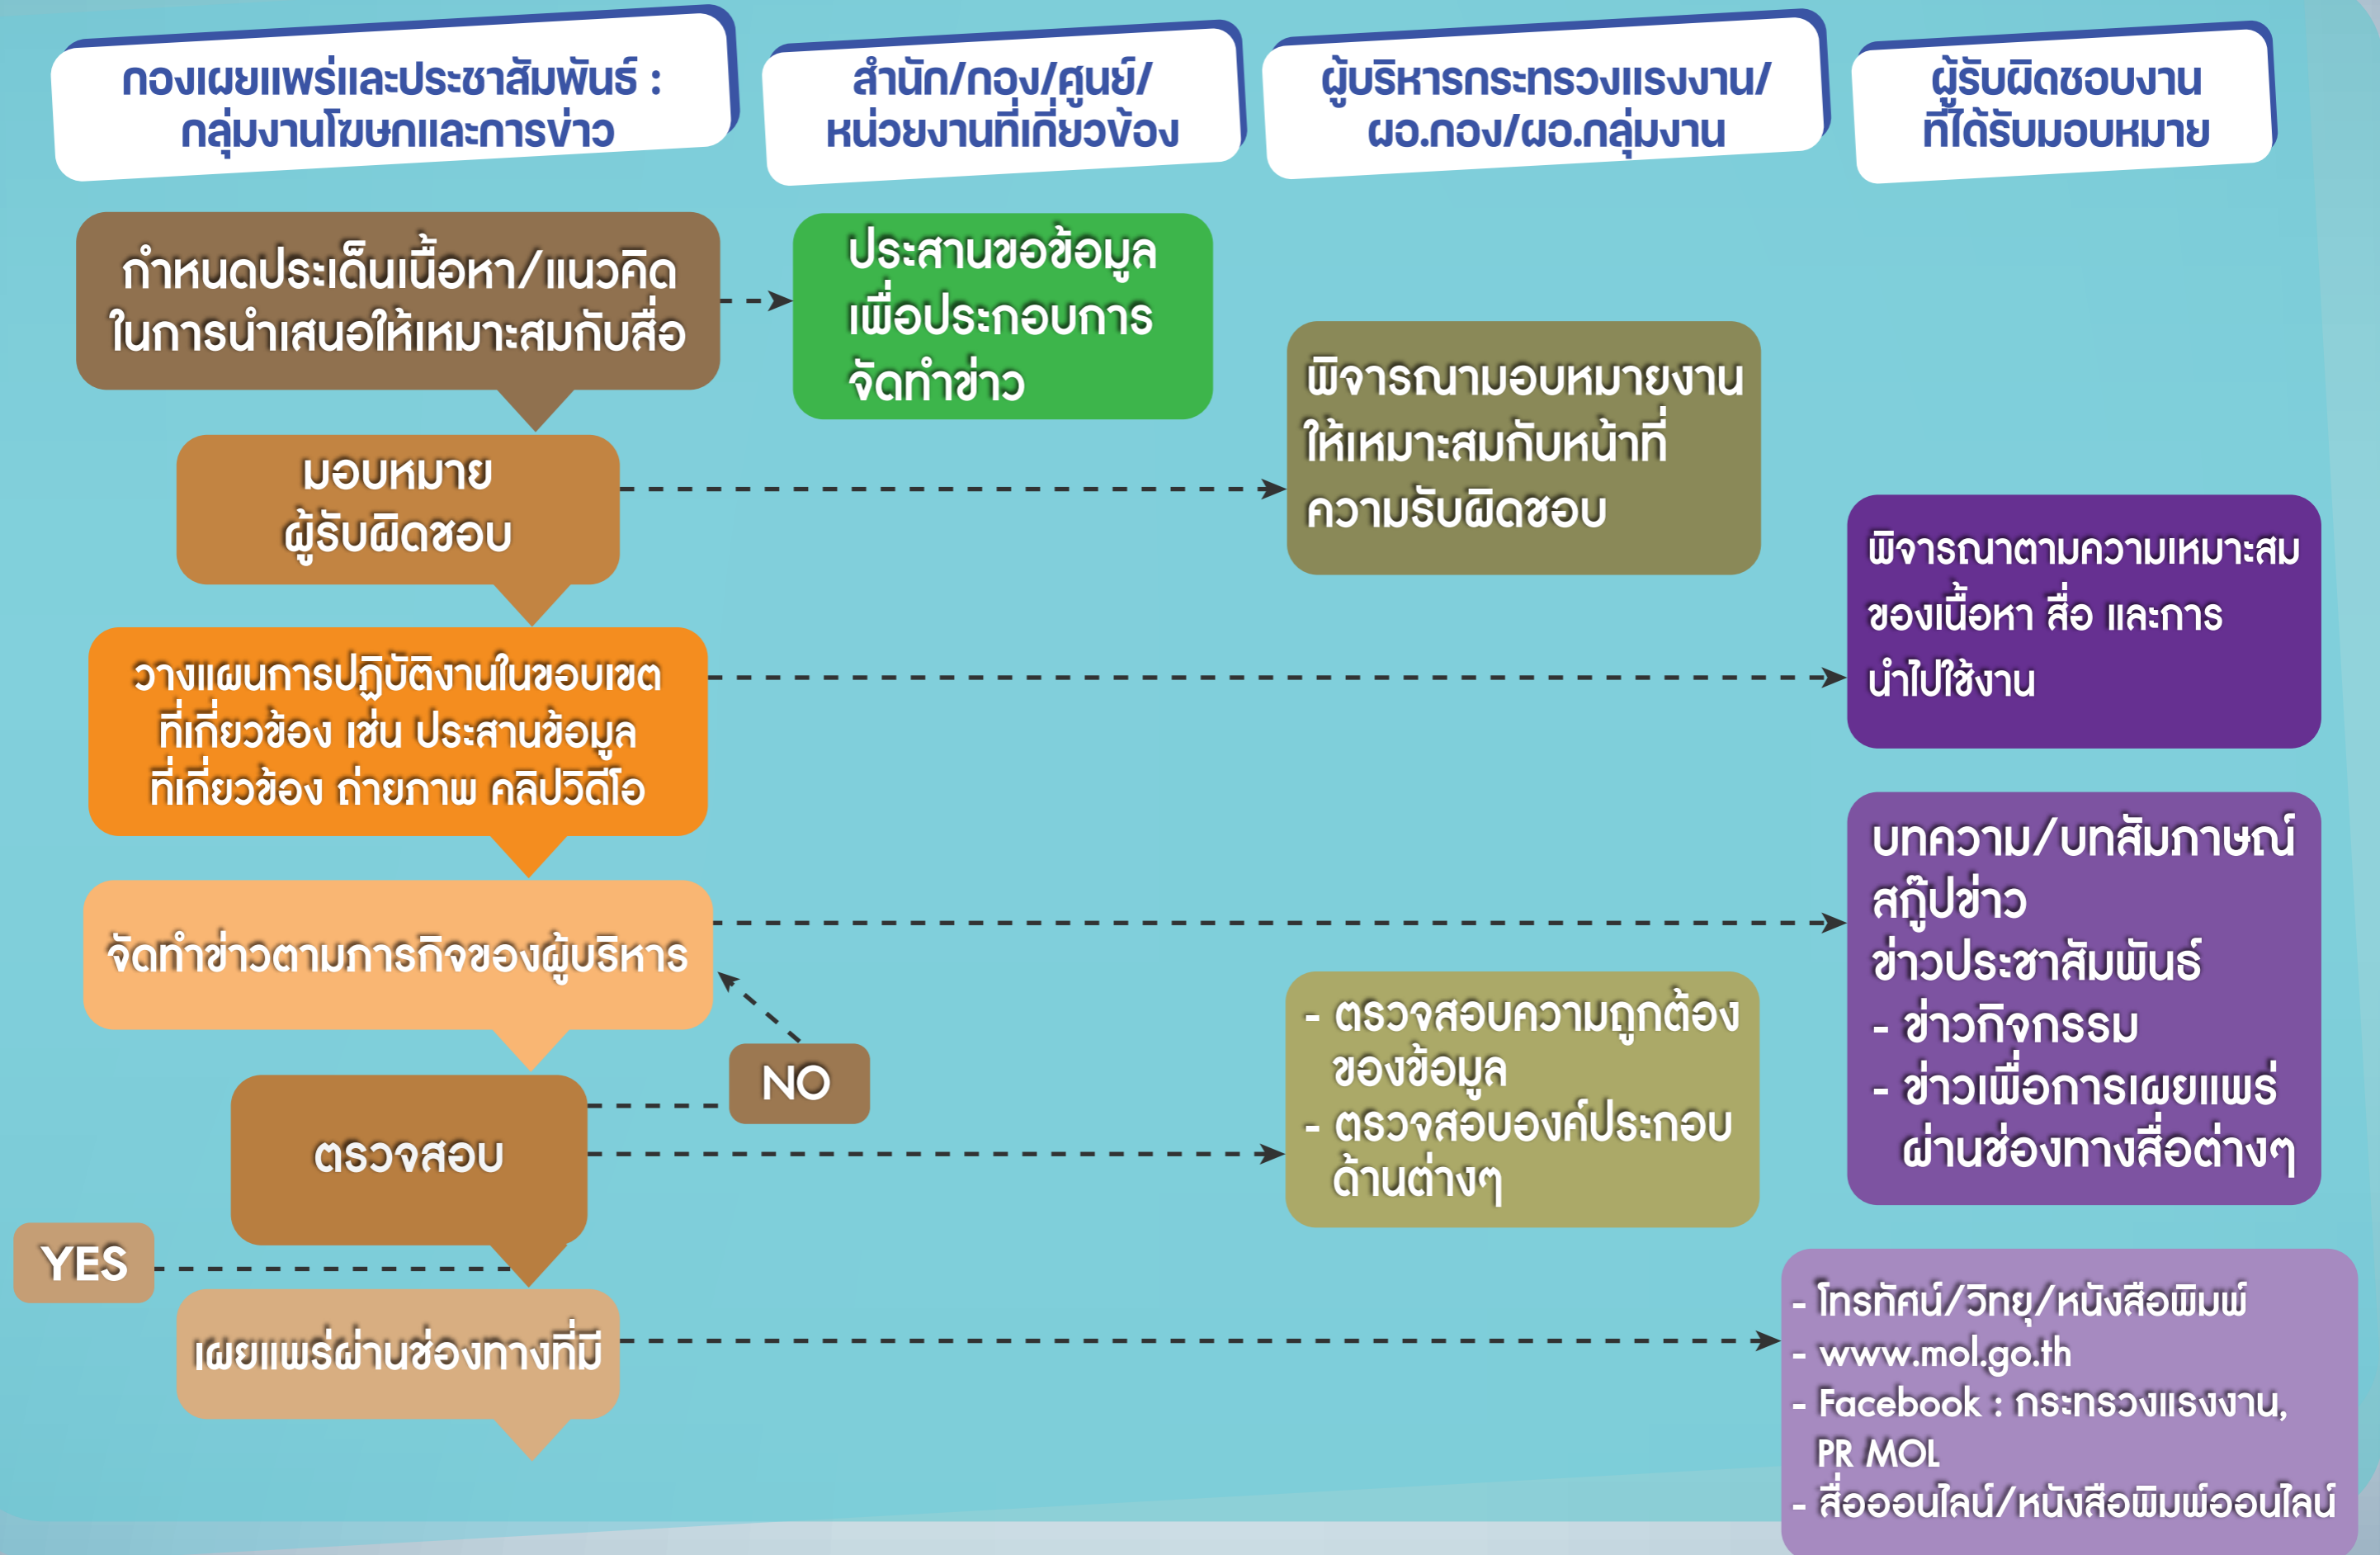 กองเผยแพร่และประชาสัมพันธ์ :
กลุ่มงานโฆษกและการข่าว
สำนัก/กอง/ศูนย์/
หน่วยงานที่เกี่ยวข้อง
ผู้บริหารกระทรวงแรงงาน/
ผอ.กอง/ผอ.กลุ่มงาน
ผู้รับผิดชอบงาน
ที่ได้รับมอบหมาย
กำหนดประเด็นเนื้อหา/แนวคิด
ในการนำเสนอให้เหมาะสมกับสื่อ
ประสานขอข้อมูล
เพื่อประกอบการ
จัดทำข่าว
มอบหมาย
ผู้รับผิดชอบ
พิจารณามอบหมายงาน
ให้เหมาะสมกับหน้าที่
ความรับผิดชอบ
วางแผนการปฏิบัติงานในขอบเขต
ที่เกี่ยวข้อง เช่น ประสานข้อมูล
ที่เกี่ยวข้อง ถ่ายภาพ คลิปวิดีโอ
พิจารณาตามความเหมาะสม
ของเนื้อหา สื่อ และการ
นำไปใช้งาน
จัดทำข่าวตามภารกิจของผู้บริหาร
บทความ/บทสัมภาษณ์
สกู๊ปข่าว
ข่าวประชาสัมพันธ์
- ข่าวกิจกรรม
- ข่าวเพื่อการเผยแพร่
ผ่านช่องทางสื่อต่างๆ
NO
ตรวจสอบ
- ตรวจสอบความถูกต้อง
ของข้อมูล
- ตรวจสอบองค์ประกอบ
ด้านต่างๆ
YES
เผยแพร่ผ่านช่องทางที่มี
- โทรทัศน์/วิทยุ/หนังสือพิมพ์
- www.mol.go.th
- Facebook : กระทรวงแรงงาน,
PR MOL
- สื่อออนไลน์/หนังสือพิมพ์ออนไลน์